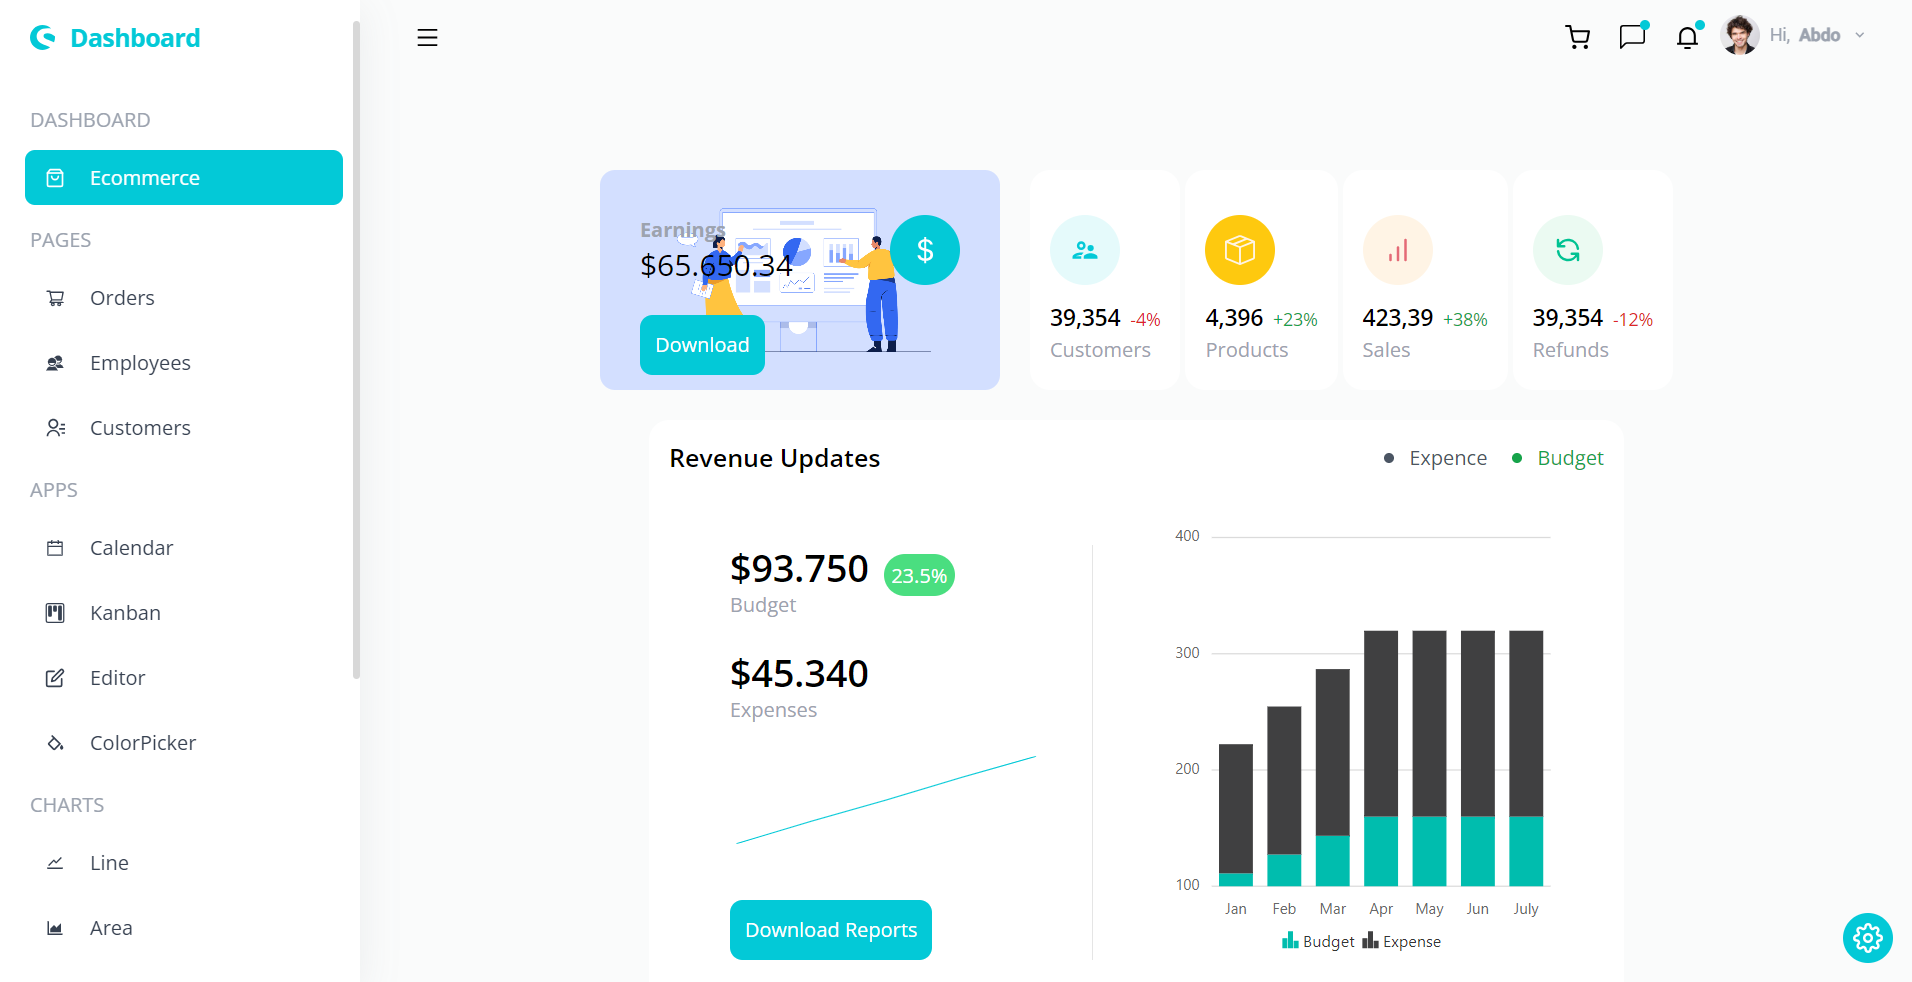 Dashboard
Hi, Abdo
DASHBOARD
Ecommerce
PAGES
Orders
Employees
Customers
APPS
Calendar
Kanban
Editor
ColorPicker
CHARTS
Line
Area
Earnings
$65.650.34
$
Download
39,354 -4%
Customers
4,396 +23%
Products
423,39 +38%
Sales
39,354 -12%
Refunds
Revenue Updates
Expence
Budget
$93.750 23.5%
Budget
$45.340
Expenses
Download Reports
400
300
200
100
Jan Feb Mar Apr May Jun July
Budget Expense